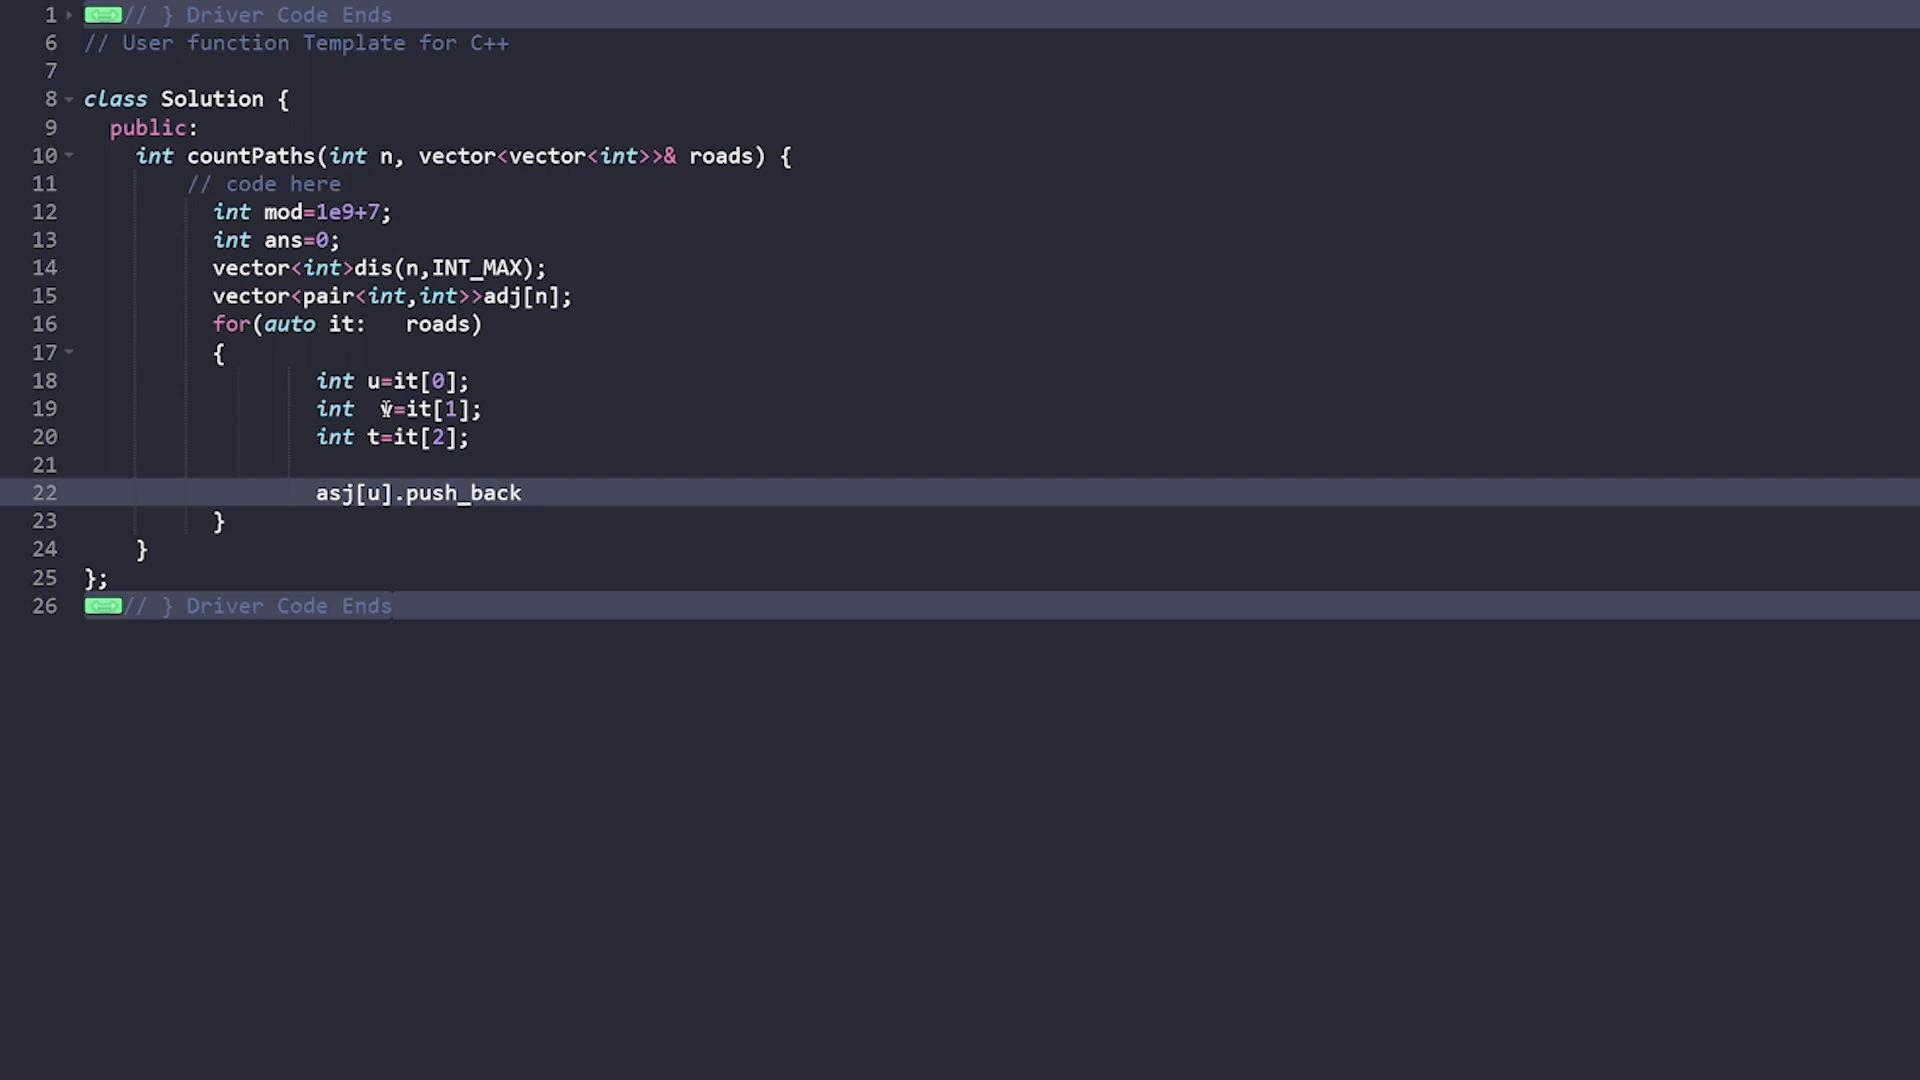 1 // } Driver Code Ends
6 // User function Template for C++
7
8 class Solution {
9 public:
10 int countPaths(int n, vector<vector<int>>& roads) {
11 // code here
12 int mod=1e9+7;
13 int ans=0;
14 vector<int>dis(n,INT_MAX);
15 vector<pair<int,int>>adj[n];
16 for(auto it:   roads)
17 {
18 int u=it[0];
19 int  v=it[1];
20 int t=it[2];
21
22 asj[u].push_back
23 }
24 }
25 };
26 // } Driver Code Ends